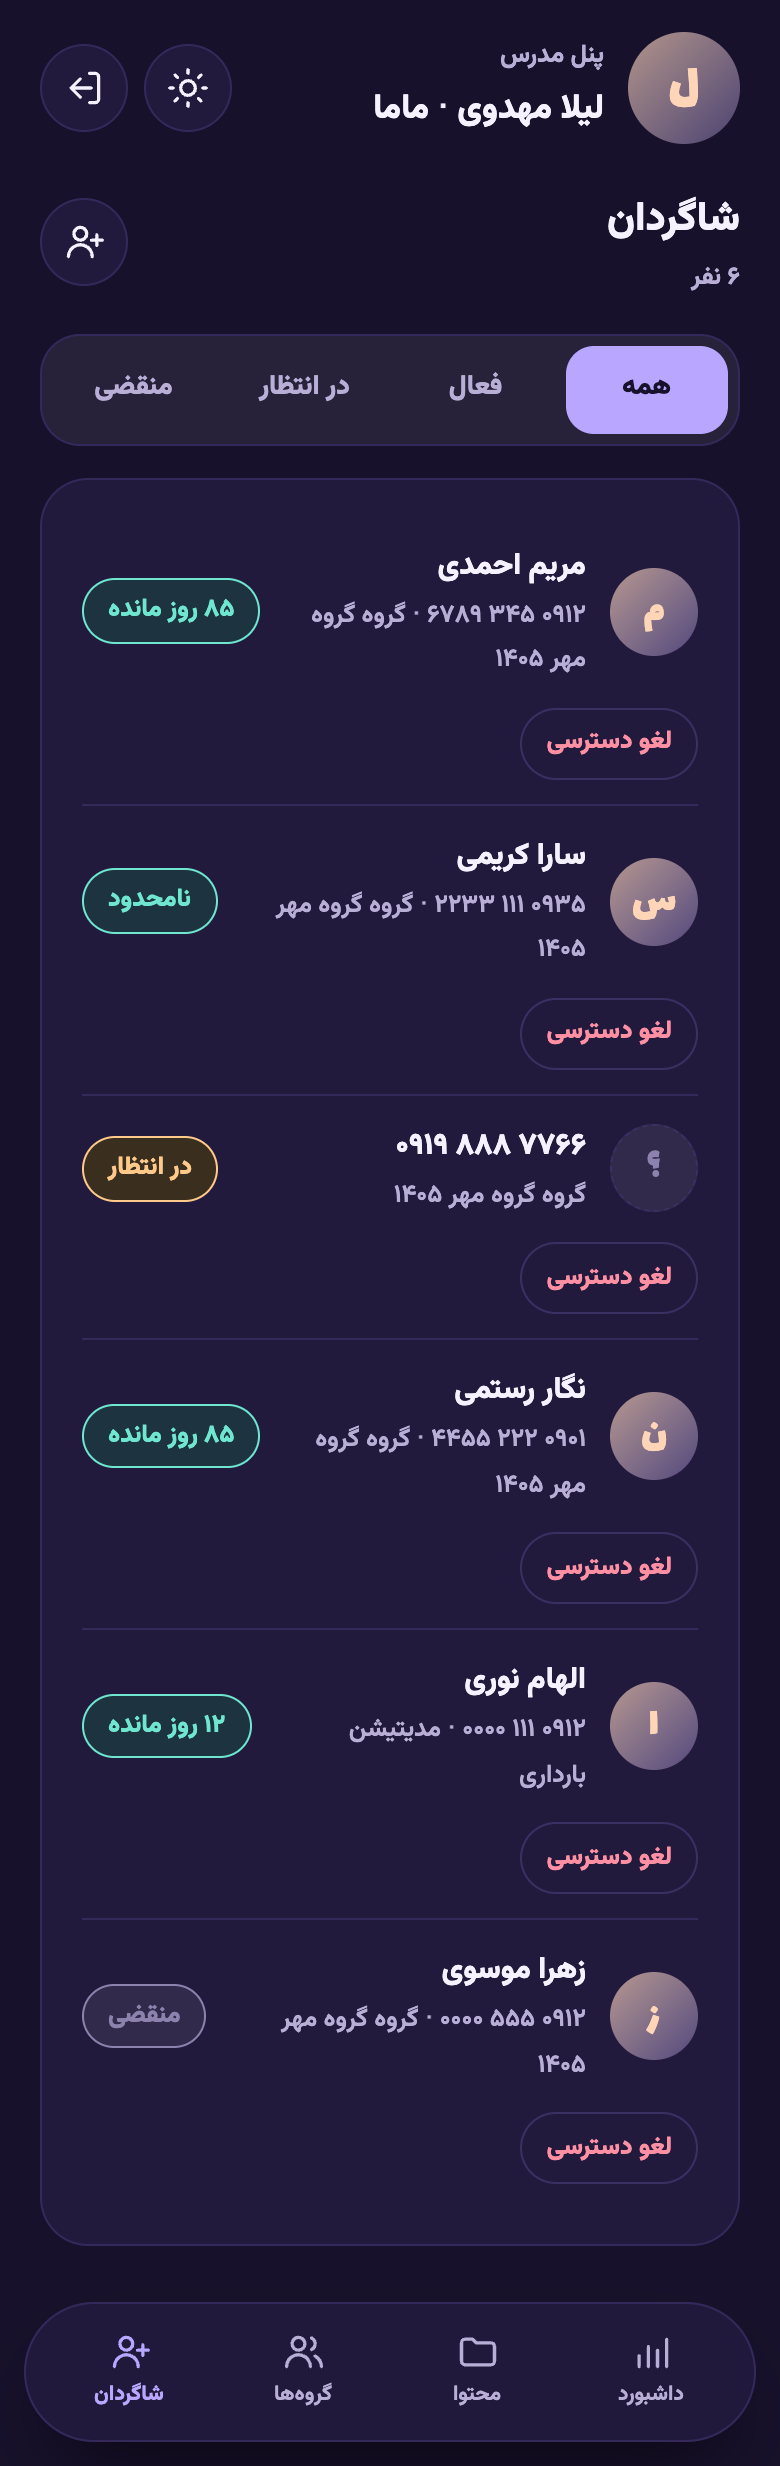 ل
پنل مدرس
لیلا مهدوی · ماما
شاگردان
۶ نفر
همه
فعال
در انتظار
منقضی
م
مریم احمدی
۰۹۱۲ ۳۴۵ ۶۷۸۹ · گروه گروه
مهر ۱۴۰۵
۸۵ روز مانده
لغو دسترسی
س
سارا کریمی
۰۹۳۵ ۱۱۱ ۲۲۳۳ · گروه گروه مهر
۱۴۰۵
نامحدود
لغو دسترسی
؟
۰۹۱۹ ۸۸۸ ۷۷۶۶
گروه گروه مهر ۱۴۰۵
در انتظار
لغو دسترسی
ن
نگار رستمی
۰۹۰۱ ۲۲۲ ۴۴۵۵ · گروه گروه
مهر ۱۴۰۵
۸۵ روز مانده
لغو دسترسی
ا
الهام نوری
۰۹۱۲ ۱۱۱ ۰۰۰۰ · مدیتیشن
بارداری
۱۲ روز مانده
لغو دسترسی
ز
زهرا موسوی
۰۹۱۲ ۵۵۵ ۰۰۰۰ · گروه گروه مهر
۱۴۰۵
منقضی
لغو دسترسی
داشبورد
محتوا
گروه‌ها
شاگردان